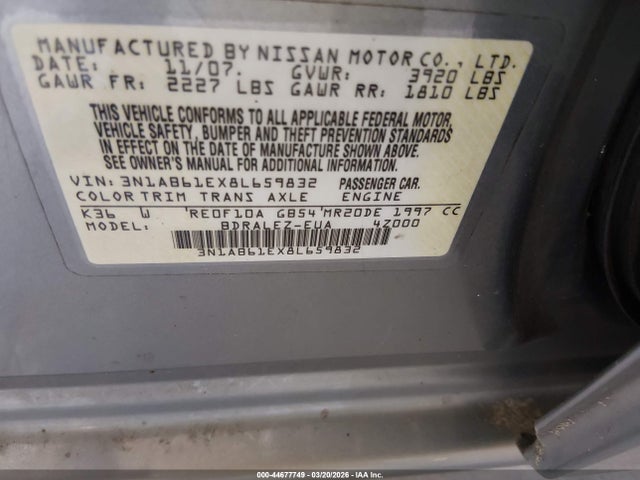 MANUFACTURED BY NISSAN MOTOR CO., LTD.
DATE: 11/07. GVWR: 3920 LBS
GAWR FR: 2227 LBS GAWR RR: 1810 LBS
THIS VEHICLE CONFORMS TO ALL APPLICABLE FEDERAL MOTOR
VEHICLE SAFETY, BUMPER AND THEFT PREVENTION STANDARDS
IN EFFECT ON THE DATE OF MANUFACTURE SHOWN ABOVE.
SEE OWNER'S MANUAL FOR ADDITIONAL INFORMATION.
VIN: 3N1AB61EX8L659832 PASSENGER CAR.
COLOR TRIM TRANS AXLE ENGINE
K36 W 'RE0F10A GB54'MR20DE 1997 CC
MODEL: BDRALEZ-EUA 4Z000
3N1AB61EX8L659832
000-44677749 - 03/20/2026 - IAA Inc.